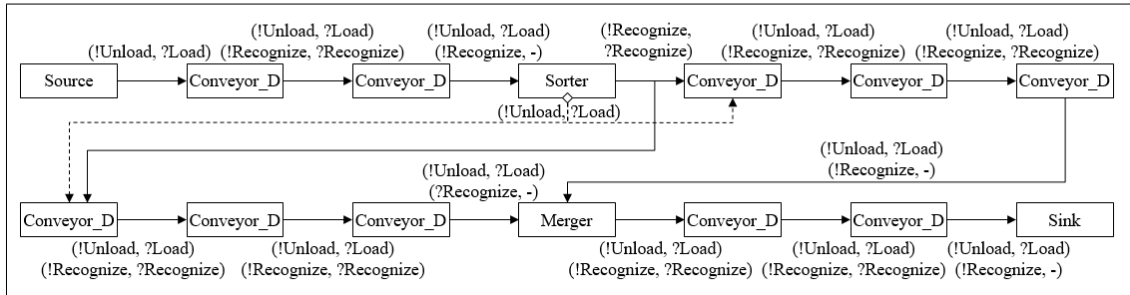 (!Unload, ?Load)
(!Unload, ?Load)
(!Recognize, ?Recognize)
(!Unload, ?Load)
(!Recognize, -)
(!Recognize,
?Recognize)
(!Unload, ?Load)
(!Recognize, ?Recognize)
(!Unload, ?Load)
(!Recognize, ?Recognize)
Source
Conveyor_D
Conveyor_D
Sorter
Conveyor_D
Conveyor_D
Conveyor_D
(!Unload, ?Load)
(!Unload, ?Load)
(?Recognize, -)
(!Unload, ?Load)
(!Recognize, -)
Conveyor_D
Conveyor_D
Conveyor_D
Merger
Conveyor_D
Conveyor_D
Sink
(!Unload, ?Load)
(!Recognize, ?Recognize)
(!Unload, ?Load)
(!Recognize, ?Recognize)
(!Unload, ?Load)
(!Recognize, ?Recognize)
(!Unload, ?Load)
(!Recognize, ?Recognize)
(!Unload, ?Load)
(!Recognize, -)